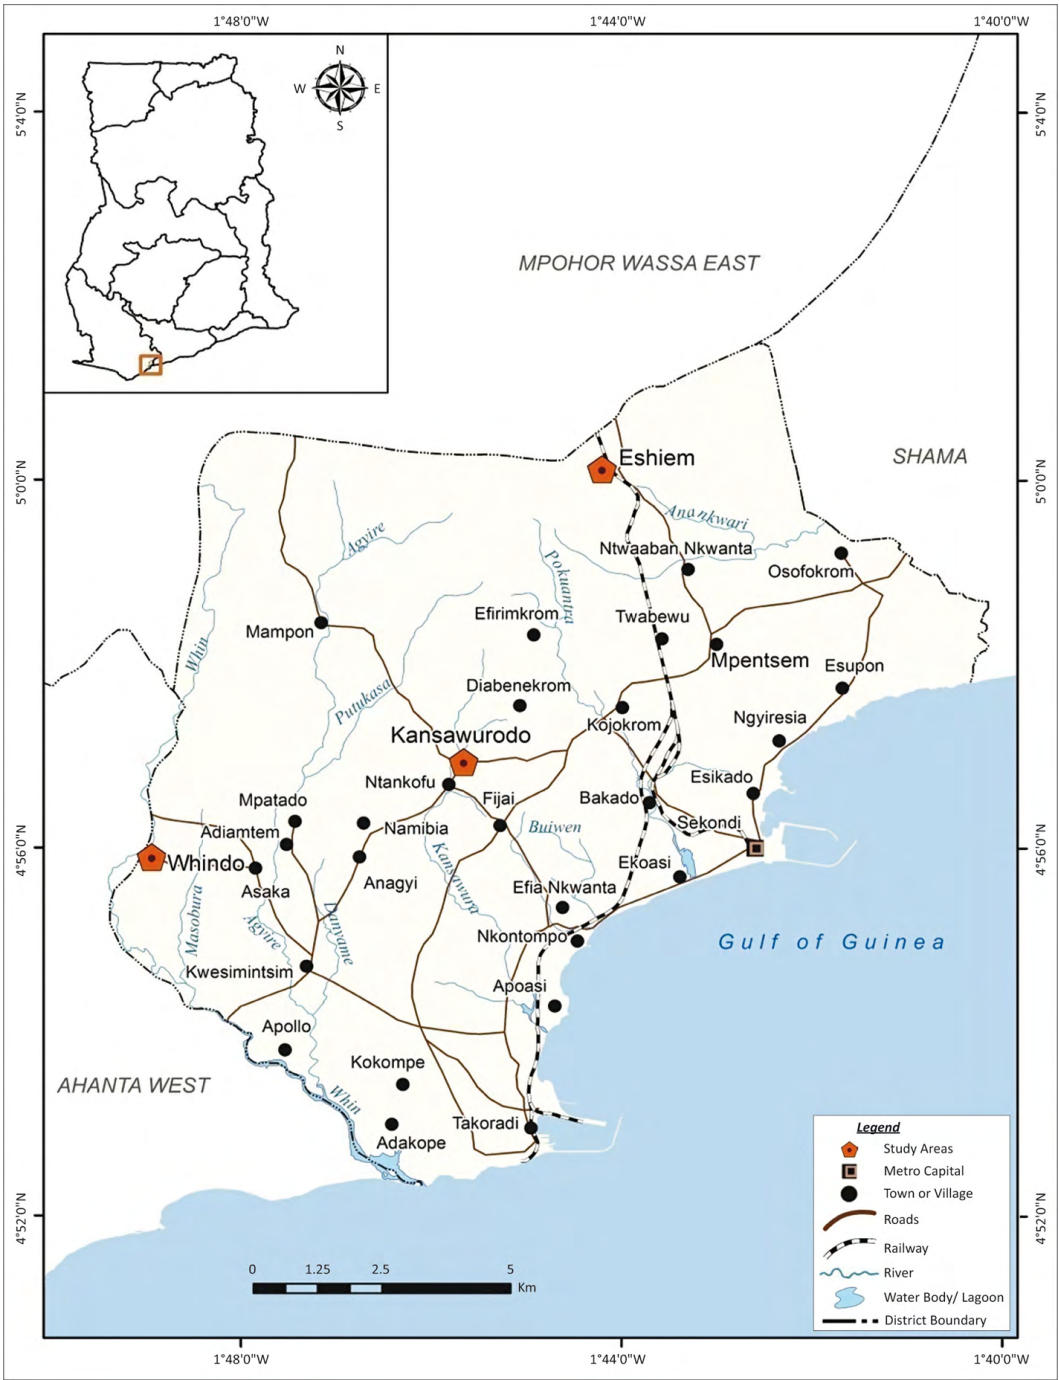 1°48'0"W
1°44'0"W
1°40'0"W
N
W
E
S
5°4'0"N
5°4'0"N
MPOHOR WASSA EAST
SHAMA
Eshiem
5°0'0"N
5°0'0"N
Anankwari
Agyire
Ntwaaban Nkwanta
Pokuantra
Osofokrom
Efirimkrom
Twabewu
Mampon
Whin
Mpentsem
Esupon
Diabenekrom
Putukasa
Ngyiresia
Kojokrom
Kansawurodo
Ntankofu
Esikado
Fijai
Bakado
Mpatado
Sekondi
Adiamtem
Namibia
Buiwen
4°56'0"N
4°56'0"N
Whindo
Ekoasi
Asaka
Anagyi
Kansawura
Efia Nkwanta
Masobura
Agyire
Danyame
Nkontompo
Gulf of Guinea
Kwesimintsim
Apoasi
Apollo
Kokompe
AHANTA WEST
Whin
Takoradi
Adakope
4°52'0"N
4°52'0"N
Legend
Study Areas
Metro Capital
Town or Village
Roads
Railway
River
Water Body/ Lagoon
District Boundary
0 1.25 2.5 5
Km
1°48'0"W
1°44'0"W
1°40'0"W